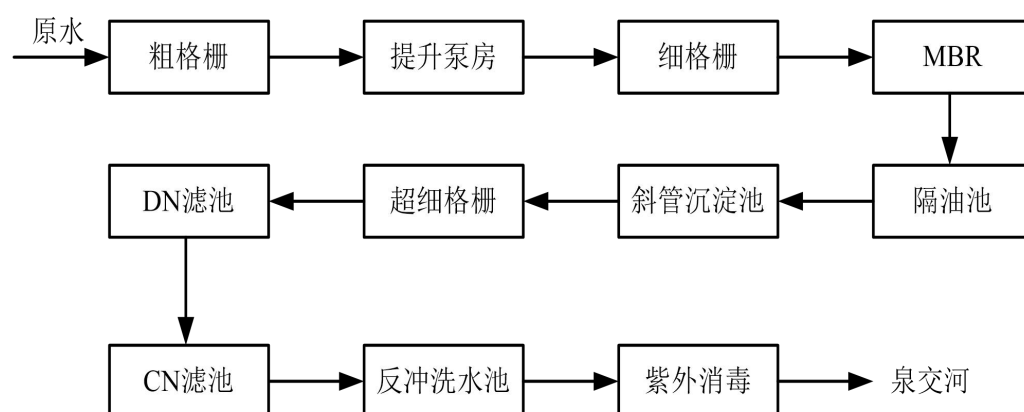 原水
粗格栅
提升泵房
细格栅
MBR
隔油池
斜管沉淀池
超细格栅
DN滤池
CN滤池
反冲洗水池
紫外消毒
泉交河